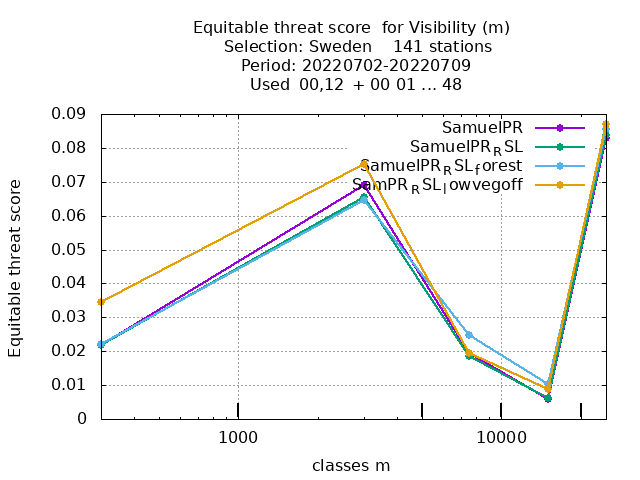 Equitable threat score  for Visibility (m)
Selection: Sweden    141 stations
Period: 20220702-20220709
Used  00,12  + 00 01 ... 48
SamuelPR
SamuelPR_RSL
SamuelPR_RSL_forest
SamPR_RSL_lowvegoff
Equitable threat score
0.09
0.08
0.07
0.06
0.05
0.04
0.03
0.02
0.01
0
1000
10000
classes m